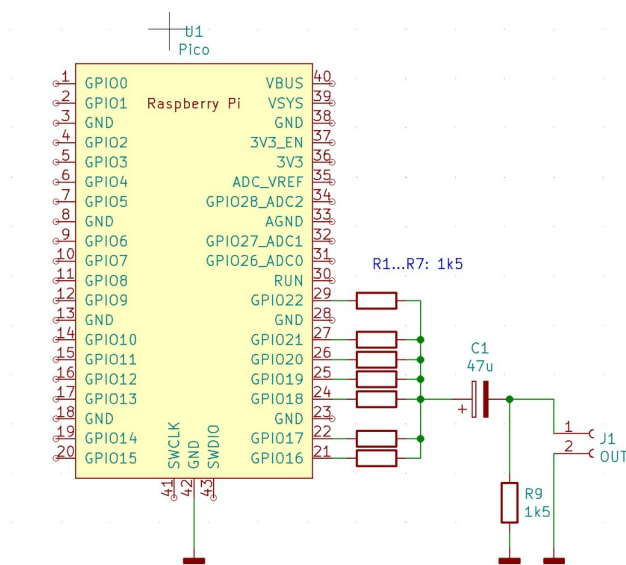 U1
Pico
Raspberry Pi
1 GPIO0 VBUS 40
2 GPIO1 VSYS 39
3 GND GND 38
4 GPIO2 3V3_EN 37
5 GPIO3 3V3 36
6 GPIO4 ADC_VREF 35
7 GPIO5 GPIO28_ADC2 34
8 GND AGND 33
9 GPIO6 GPIO27_ADC1 32
10 GPIO7 GPIO26_ADC0 31
11 GPIO8 RUN 30
12 GPIO9 GPIO22 29
13 GND GND 28
14 GPIO10 GPIO21 27
15 GPIO11 GPIO20 26
16 GPIO12 GPIO19 25
17 GPIO13 GPIO18 24
18 GND GND 23
19 GPIO14 GPIO17 22
20 GPIO15 GPIO16 21
SWCLK GND SWDIO
41 42 43
R1...R7: 1k5
C1
47u
+
1 J1
2 OUT
R9
1k5